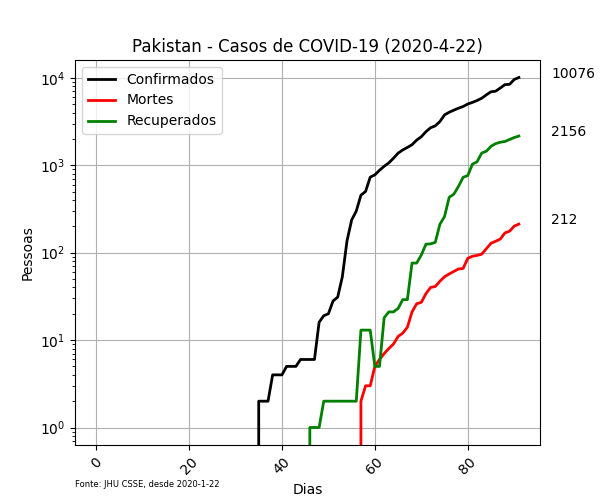 Pakistan - Casos de COVID-19 (2020-4-22)
Confirmados
Mortes
Recuperados
10076
2156
212
Pessoas
10^4
10^3
10^2
10^1
10^0
0 20 40 60 80
Dias
Fonte: JHU CSSE, desde 2020-1-22